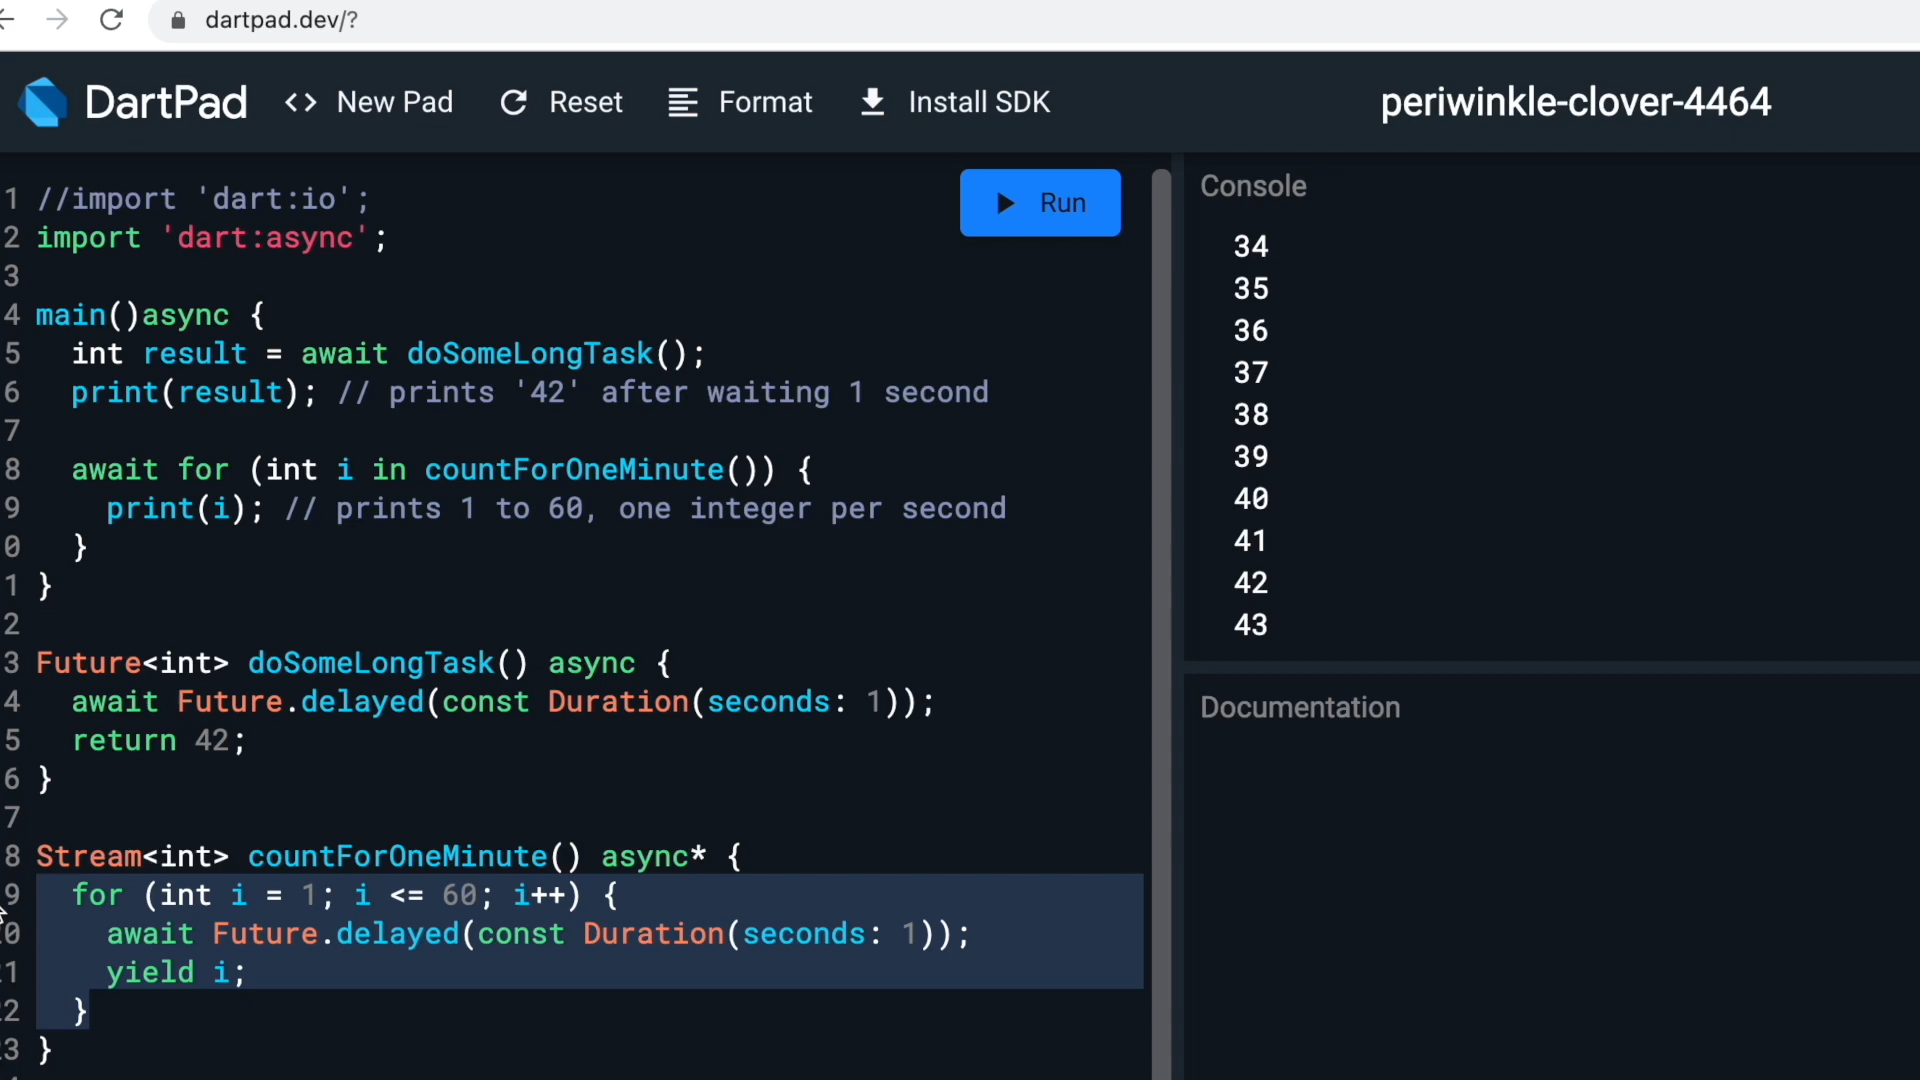 dartpad.dev/?
DartPad <> New Pad Reset Format Install SDK periwinkle-clover-4464
Run
1 //import 'dart:io';
2 import 'dart:async';
3
4 main()async {
5   int result = await doSomeLongTask();
6   print(result); // prints '42' after waiting 1 second
7
8   await for (int i in countForOneMinute()) {
9     print(i); // prints 1 to 60, one integer per second
0   }
1 }
2
3 Future<int> doSomeLongTask() async {
4   await Future.delayed(const Duration(seconds: 1));
5   return 42;
6 }
7
8 Stream<int> countForOneMinute() async* {
9   for (int i = 1; i <= 60; i++) {
0     await Future.delayed(const Duration(seconds: 1));
1     yield i;
22   }
23 }
Console
34
35
36
37
38
39
40
41
42
43
Documentation